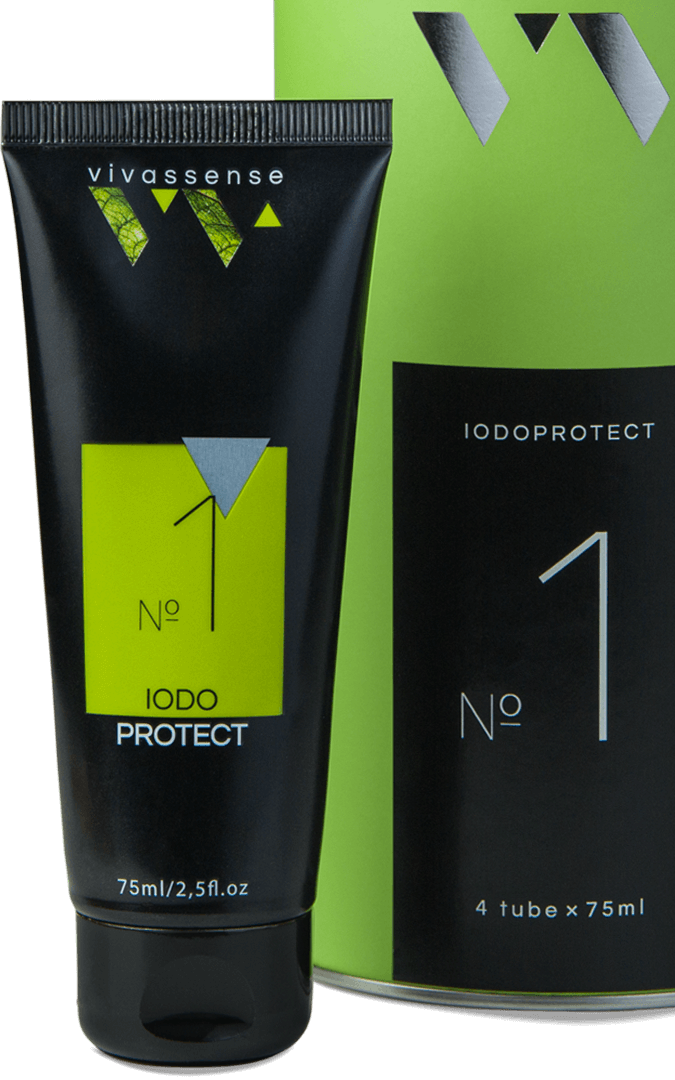 vivassense
Nº 1
IODO
PROTECT
75ml/2,5fl.oz
IODOPROTECT
Nº 1
4 tube × 75ml